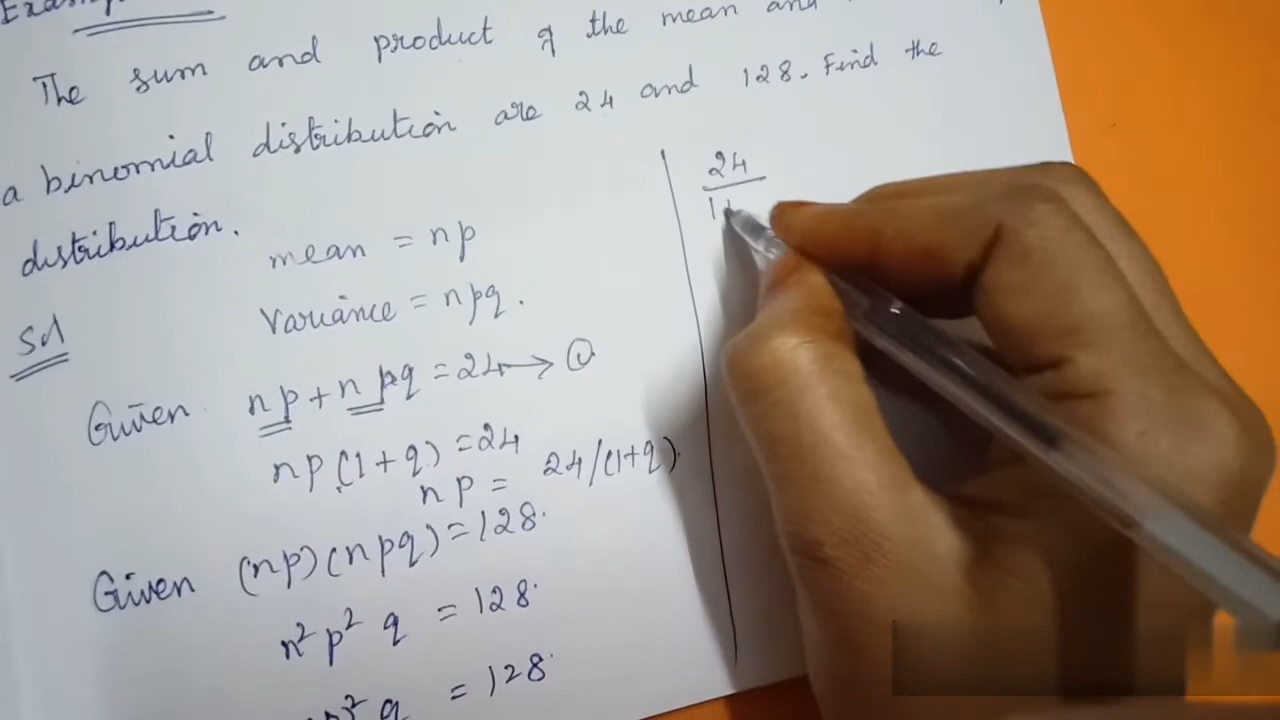 The sum and product of the mean and
a binomial distribution are 24 and 128. Find the
distribution.
Sol
mean = np
Variance = npq.
Given np + npq = 24 →
np (1+q) = 24
np = 24/(1+q).
Given (np)(npq) = 128.
n² p² q = 128.
q = 128.
24